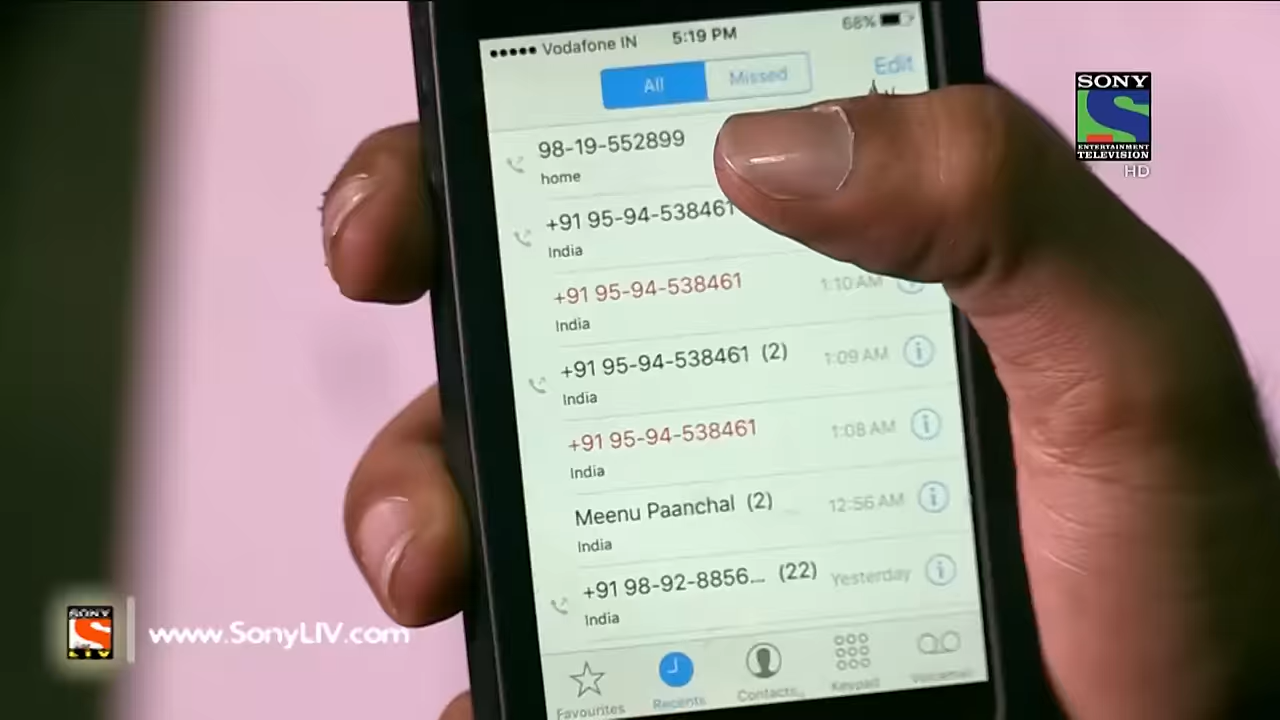 Vodafone IN 5:19 PM 68%
All Missed Edit
98-19-552899
home
+91 95-94-538461
India
+91 95-94-538461 1:10 AM
India
+91 95-94-538461 (2) 1:09 AM
India
+91 95-94-538461 1:08 AM
India
Meenu Paanchal (2) 12:56 AM
India
+91 98-92-8856... (22) Yesterday
India
Favourites Recents Contacts Keypad Voicemail
SONY
ENTERTAINMENT
TELEVISION
HD
SONY
LIV
www.SonyLIV.com